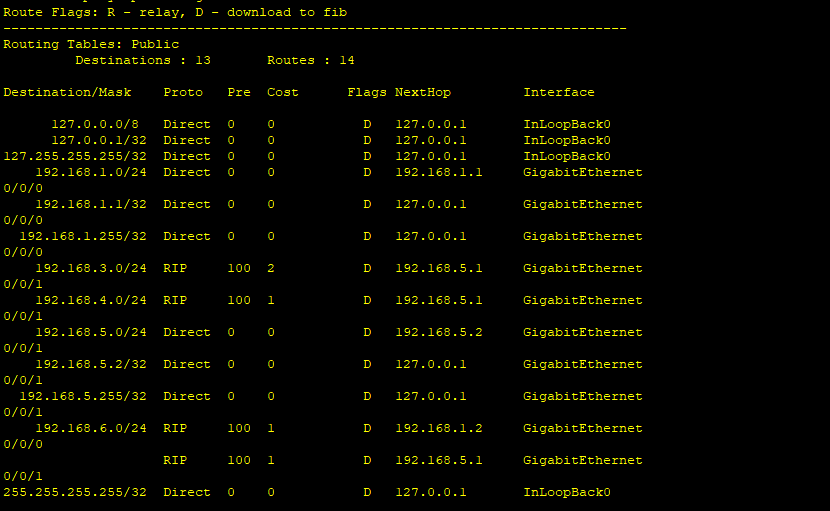 Route Flags: R - relay, D - download to fib
------------------------------------------------------------------------------
Routing Tables: Public
         Destinations : 13       Routes : 14

Destination/Mask    Proto   Pre  Cost      Flags NextHop         Interface

      127.0.0.0/8   Direct  0    0           D   127.0.0.1       InLoopBack0
      127.0.0.1/32  Direct  0    0           D   127.0.0.1       InLoopBack0
127.255.255.255/32  Direct  0    0           D   127.0.0.1       InLoopBack0
    192.168.1.0/24  Direct  0    0           D   192.168.1.1     GigabitEthernet
0/0/0
    192.168.1.1/32  Direct  0    0           D   127.0.0.1       GigabitEthernet
0/0/0
  192.168.1.255/32  Direct  0    0           D   127.0.0.1       GigabitEthernet
0/0/0
    192.168.3.0/24  RIP     100  2           D   192.168.5.1     GigabitEthernet
0/0/1
    192.168.4.0/24  RIP     100  1           D   192.168.5.1     GigabitEthernet
0/0/1
    192.168.5.0/24  Direct  0    0           D   192.168.5.2     GigabitEthernet
0/0/1
    192.168.5.2/32  Direct  0    0           D   127.0.0.1       GigabitEthernet
0/0/1
  192.168.5.255/32  Direct  0    0           D   127.0.0.1       GigabitEthernet
0/0/1
    192.168.6.0/24  RIP     100  1           D   192.168.1.2     GigabitEthernet
0/0/0
                    RIP     100  1           D   192.168.5.1     GigabitEthernet
0/0/1
255.255.255.255/32  Direct  0    0           D   127.0.0.1       InLoopBack0